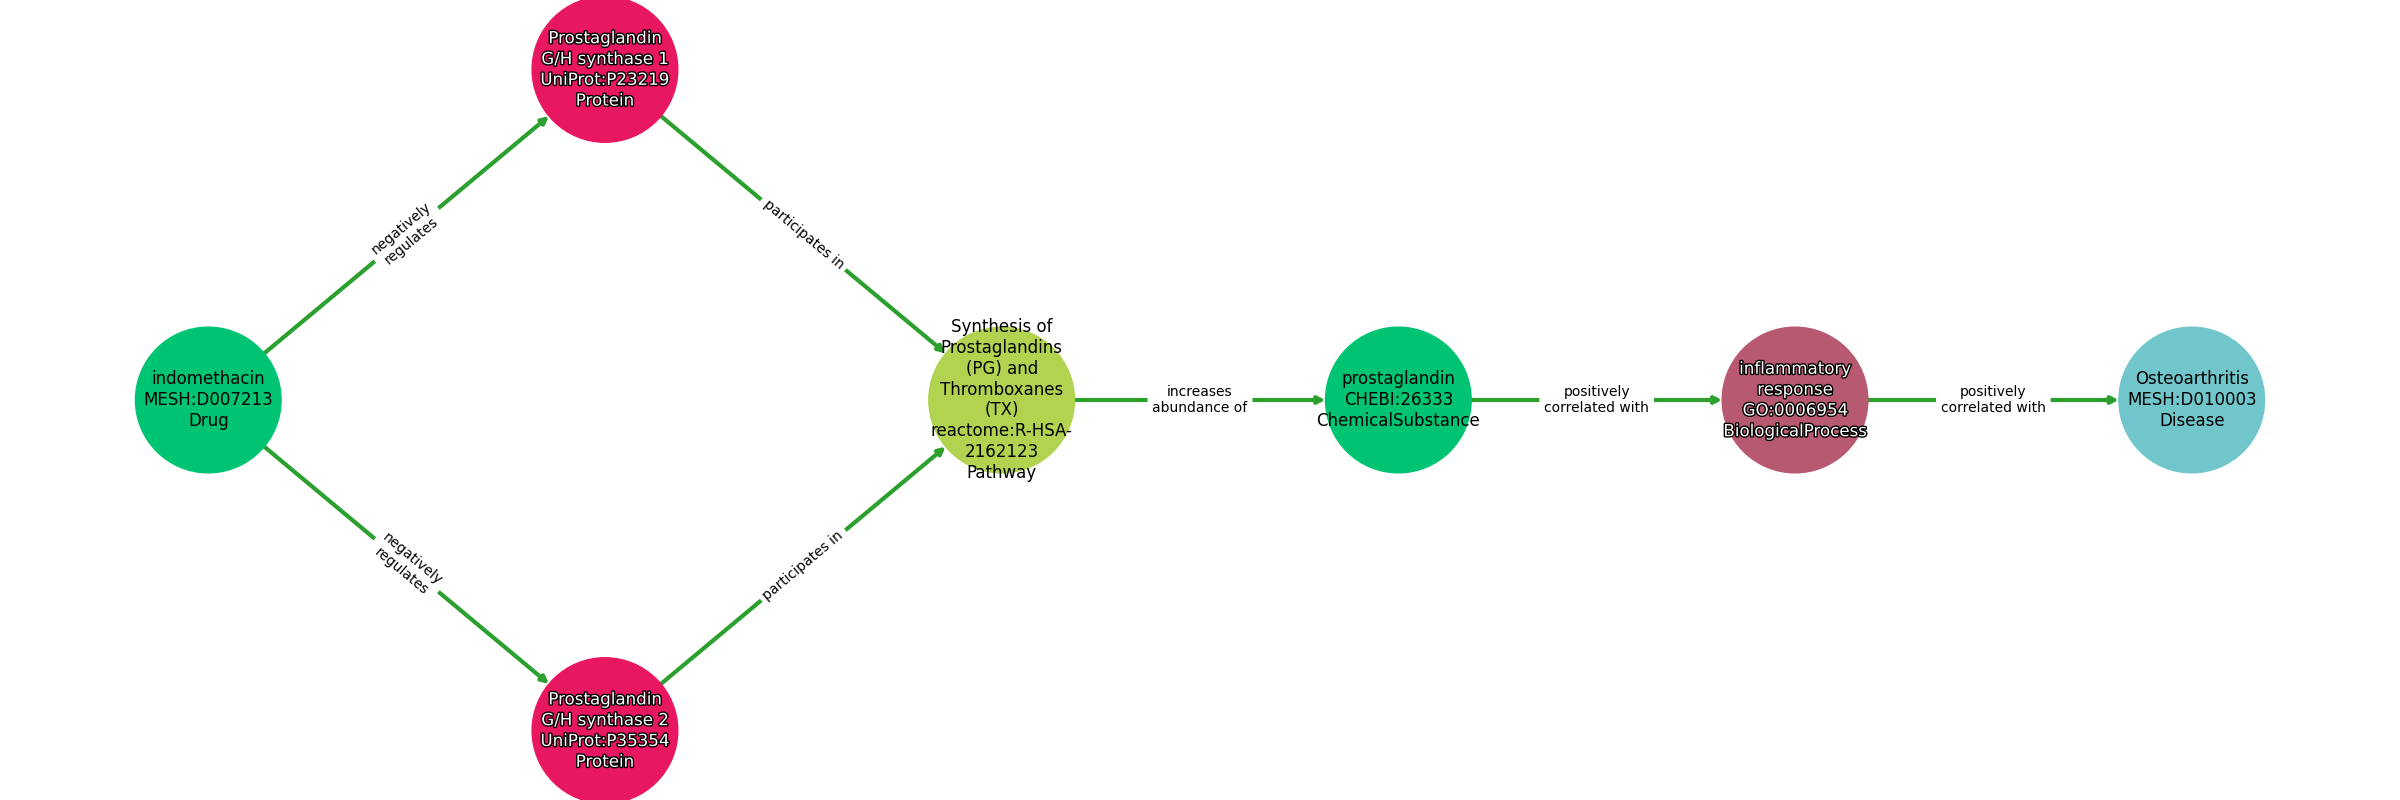 Prostaglandin
G/H synthase 1
UniProt:P23219
Protein
negatively
regulates
participates in
indomethacin
MESH:D007213
Drug
Synthesis of
Prostaglandins
(PG) and
Thromboxanes
(TX)
reactome:R-HSA-
2162123
Pathway
increases
abundance of
prostaglandin
CHEBI:26333
ChemicalSubstance
positively
correlated with
inflammatory
response
GO:0006954
BiologicalProcess
positively
correlated with
Osteoarthritis
MESH:D010003
Disease
negatively
regulates
participates in
Prostaglandin
G/H synthase 2
UniProt:P35354
Protein